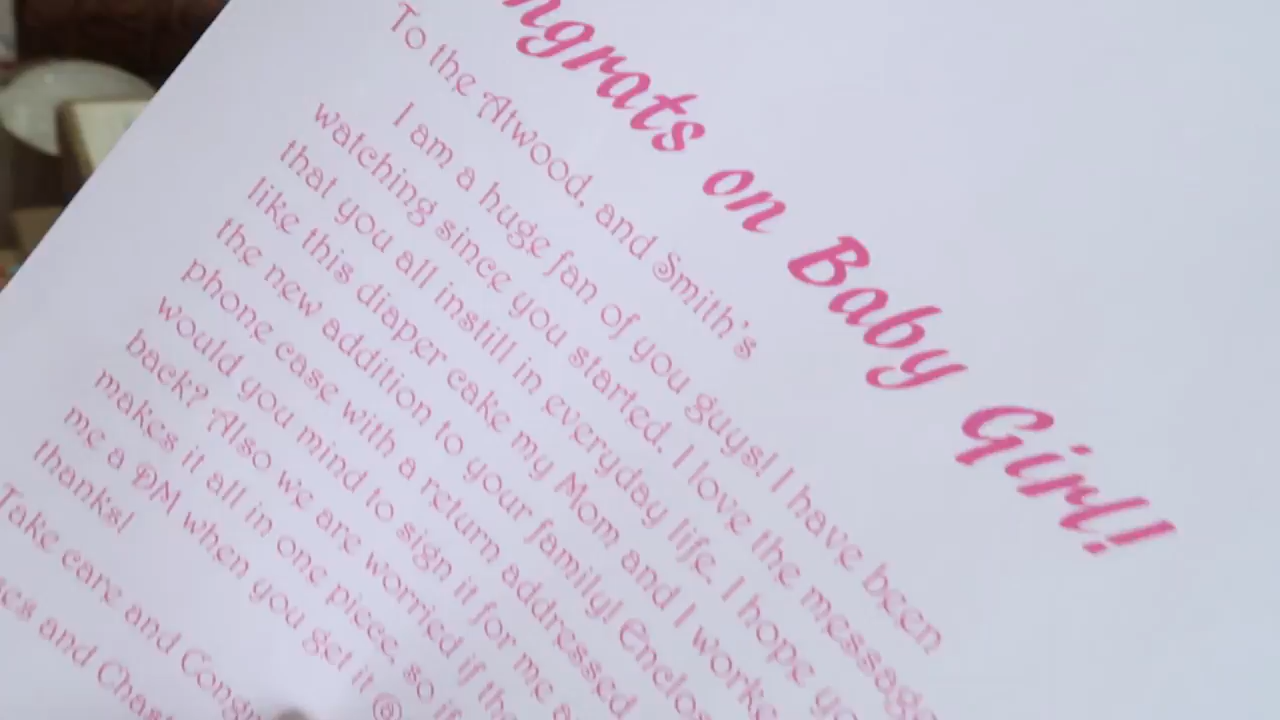 ngrats on Baby Girl!
To the Atwood, and Smith's
I am a huge fan of you guys! I have been
watching since you started. I love the message
that you all instill in everyday life. I hope yo
like this diaper cake my Mom and I worke
the new addition to your family! Enclos
phone case with a return addressed
would you mind to sign it for me a
back? Also we are worried if the
makes it all in one piece, so if
me a DM when you get it @
thanks!
Take care and Congr
and Chast